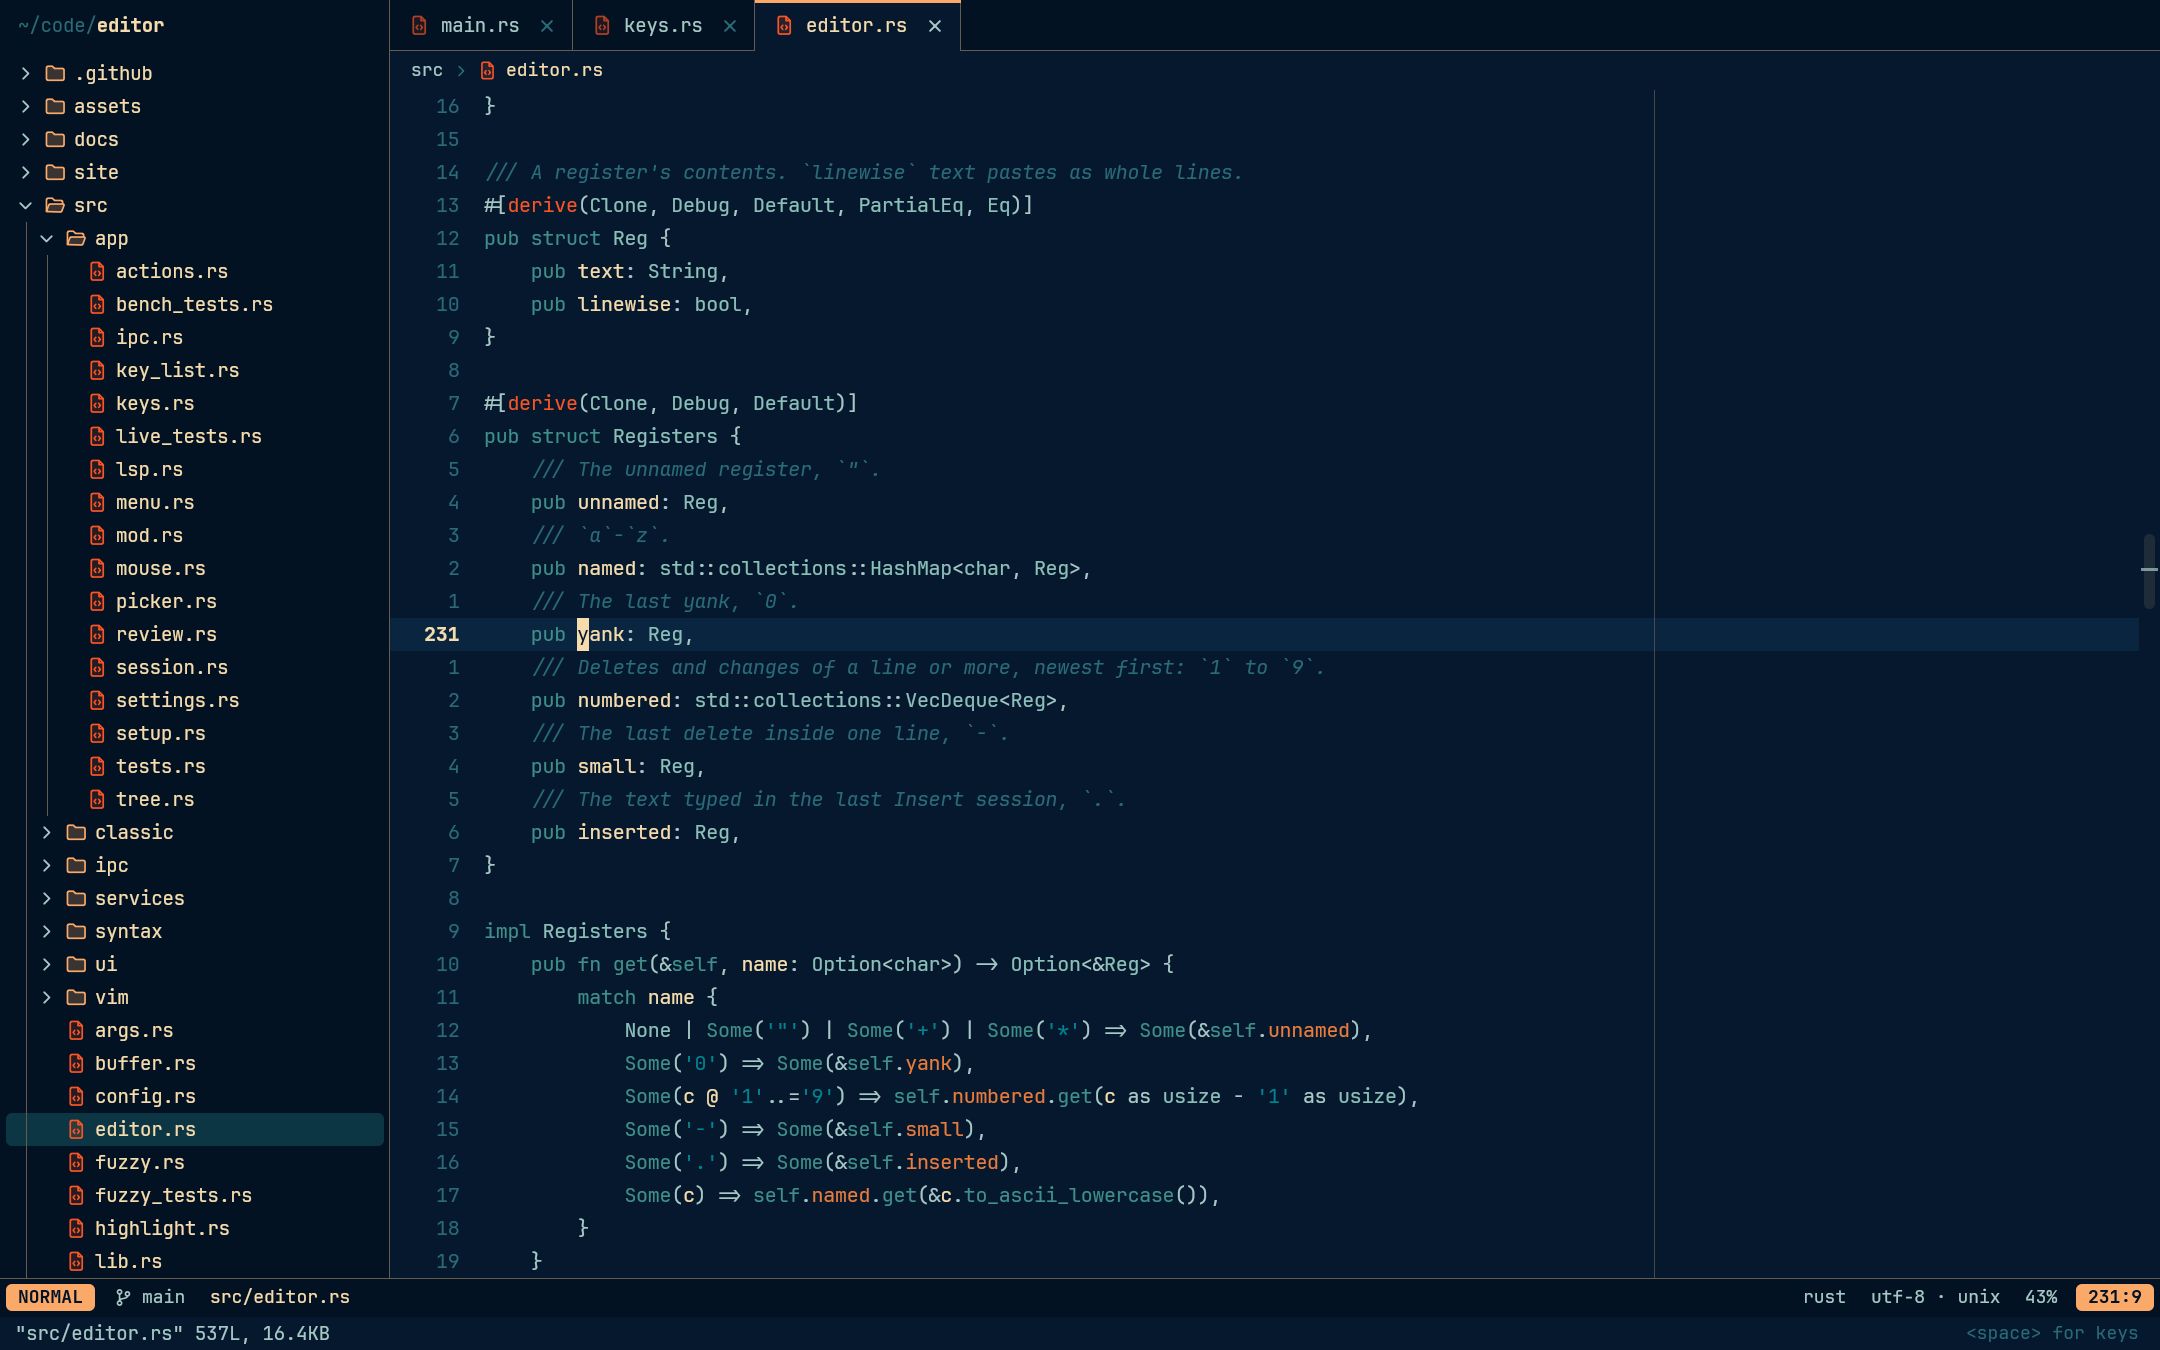 ~/code/editor
.github
assets
docs
site
src
app
actions.rs
bench_tests.rs
ipc.rs
key_list.rs
keys.rs
live_tests.rs
lsp.rs
menu.rs
mod.rs
mouse.rs
picker.rs
review.rs
session.rs
settings.rs
setup.rs
tests.rs
tree.rs
classic
ipc
services
syntax
ui
vim
args.rs
buffer.rs
config.rs
editor.rs
fuzzy.rs
fuzzy_tests.rs
highlight.rs
lib.rs
main.rs keys.rs editor.rs
src > editor.rs
16 }
15
14 /// A register's contents. `linewise` text pastes as whole lines.
13 #[derive(Clone, Debug, Default, PartialEq, Eq)]
12 pub struct Reg {
11     pub text: String,
10     pub linewise: bool,
9 }
8
7 #[derive(Clone, Debug, Default)]
6 pub struct Registers {
5     /// The unnamed register, `"`.
4     pub unnamed: Reg,
3     /// `a`-`z`.
2     pub named: std::collections::HashMap<char, Reg>,
1     /// The last yank, `0`.
231     pub yank: Reg,
1     /// Deletes and changes of a line or more, newest first: `1` to `9`.
2     pub numbered: std::collections::VecDeque<Reg>,
3     /// The last delete inside one line, `-`.
4     pub small: Reg,
5     /// The text typed in the last Insert session, `.`.
6     pub inserted: Reg,
7 }
8
9 impl Registers {
10     pub fn get(&self, name: Option<char>) -> Option<&Reg> {
11         match name {
12             None | Some('"') | Some('+') | Some('*') => Some(&self.unnamed),
13             Some('0') => Some(&self.yank),
14             Some(c @ '1'..='9') => self.numbered.get(c as usize - '1' as usize),
15             Some('-') => Some(&self.small),
16             Some('.') => Some(&self.inserted),
17             Some(c) => self.named.get(&c.to_ascii_lowercase()),
18         }
19     }
NORMAL main src/editor.rs rust utf-8 · unix 43% 231:9
"src/editor.rs" 537L, 16.4KB <space> for keys